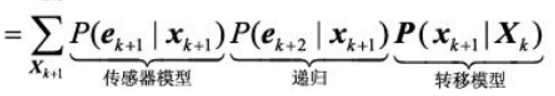 = ∑_{X_{k+1}} P(e_{k+1} | x_{k+1}) P(e_{k+2} | x_{k+1}) P(x_{k+1} | X_k)
传感器模型 递归 转移模型